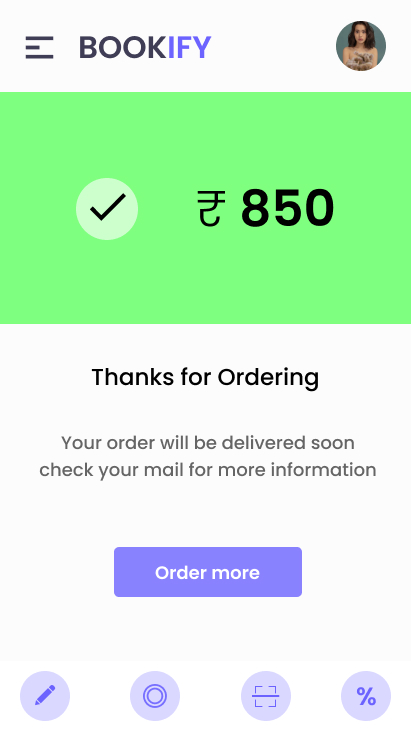 BOOKIFY
₹ 850
Thanks for Ordering
Your order will be delivered soon
check your mail for more information
Order more
%